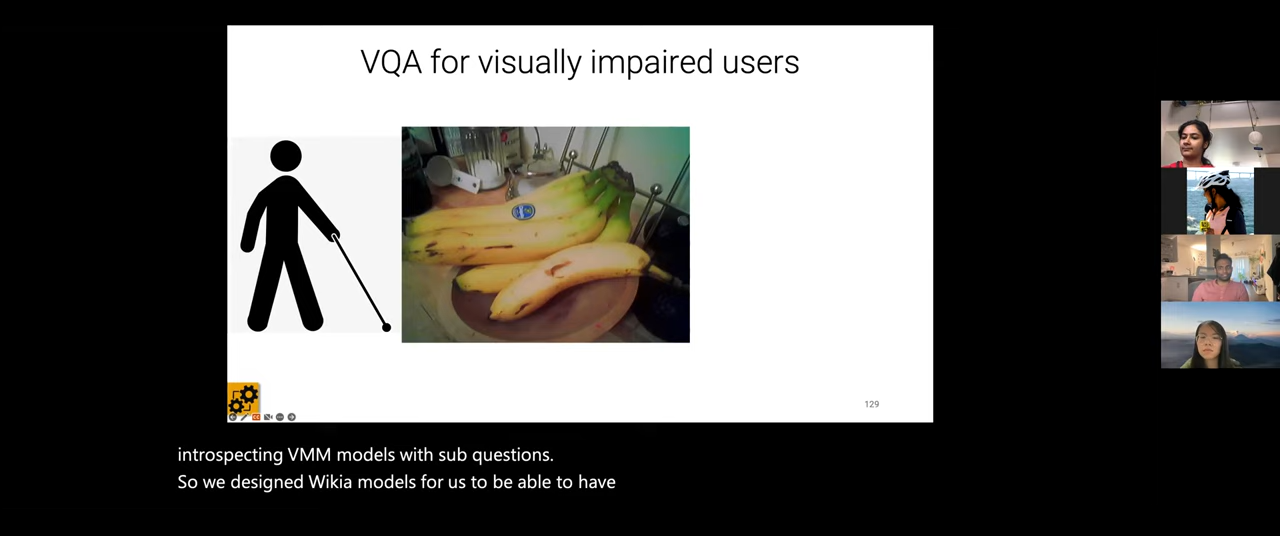 VQA for visually impaired users
129
introspecting VMM models with sub questions.
So we designed Wikia models for us to be able to have